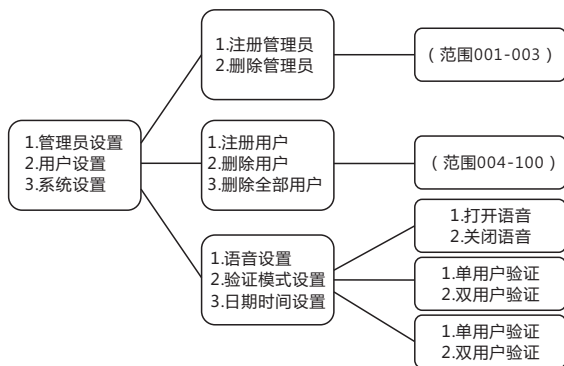 1.管理员设置
2.用户设置
3.系统设置
1.注册管理员
2.删除管理员
（范围001-003）
1.注册用户
2.删除用户
3.删除全部用户
（范围004-100）
1.语音设置
2.验证模式设置
3.日期时间设置
1.打开语音
2.关闭语音
1.单用户验证
2.双用户验证
1.单用户验证
2.双用户验证